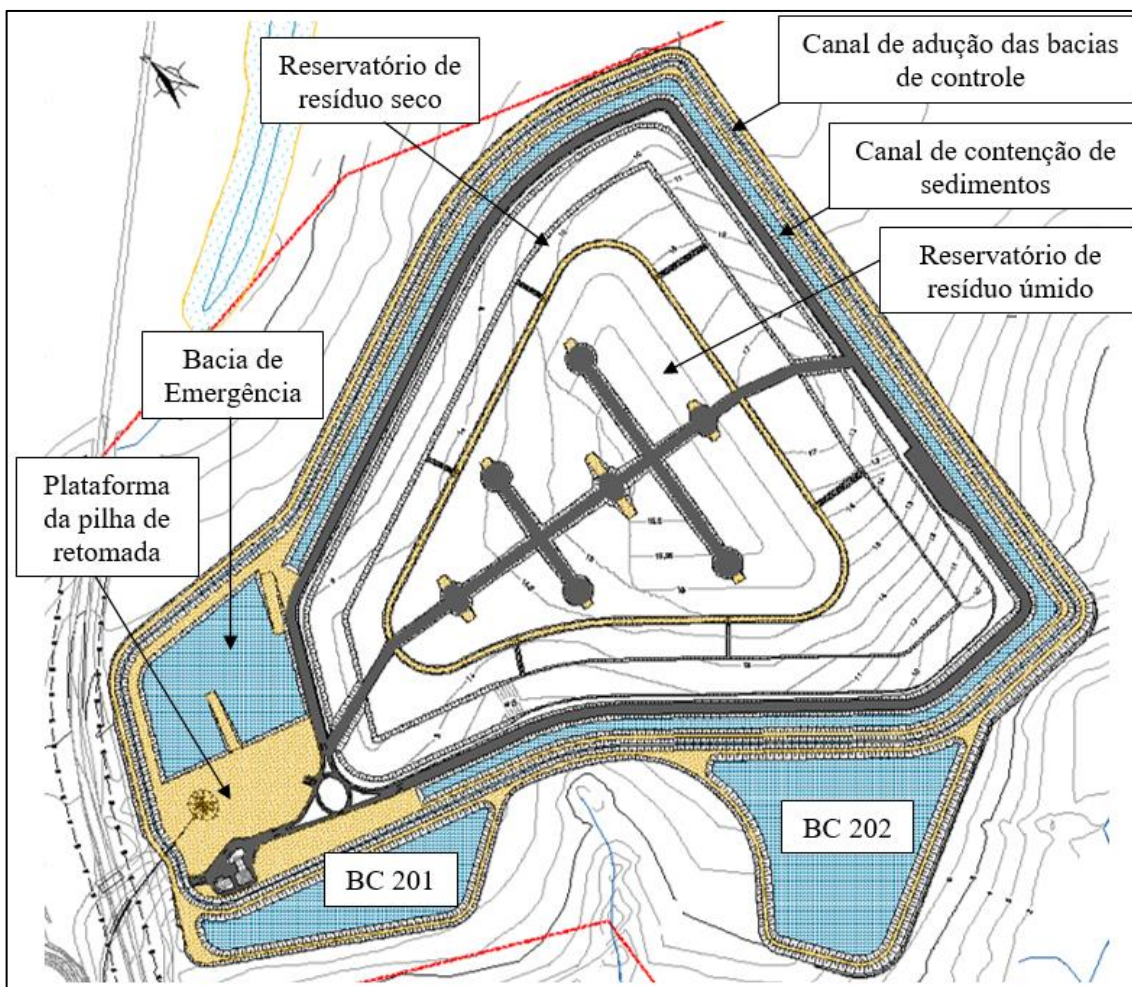 Reservatório de
resíduo seco
Canal de adução das bacias
de controle
Canal de contenção de
sedimentos
Reservatório de
resíduo úmido
Bacia de
Emergência
Plataforma
da pilha de
retomada
BC 201
BC 202